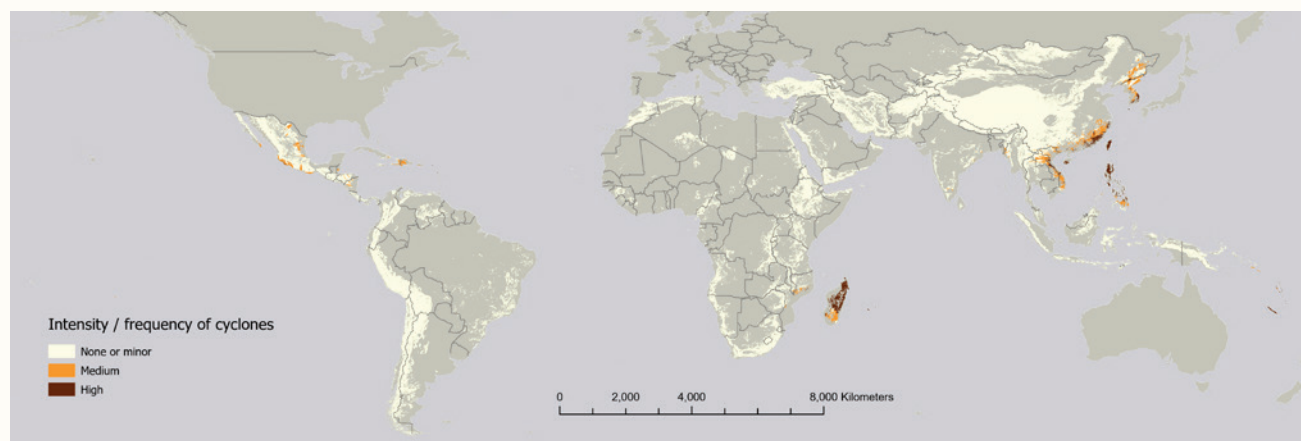 Intensity / frequency of cyclones
None or minor
Medium
High
0 2,000 4,000 8,000 Kilometers